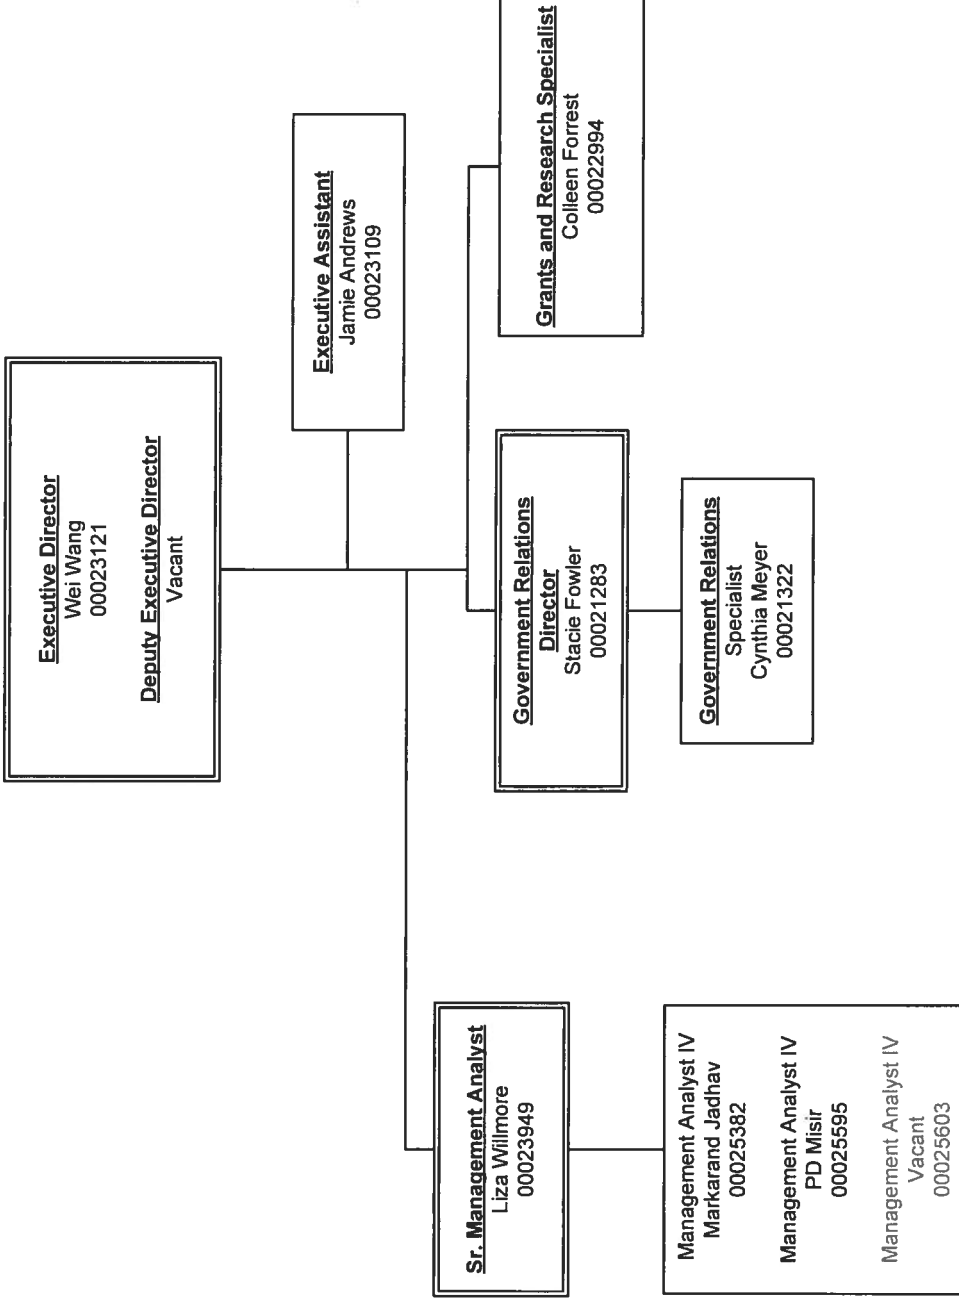 Executive Director
Wei Wang
00023121
Deputy Executive Director
Vacant
Executive Assistant
Jamie Andrews
00023109
Sr. Management Analyst
Liza Willmore
00023949
Government Relations
Director
Stacie Fowler
00021283
Grants and Research Specialist
Colleen Forrest
00022994
Management Analyst IV
Markarand Jadhav
00025382
Management Analyst IV
PD Misir
00025595
Management Analyst IV
Vacant
00025603
Government Relations
Specialist
Cynthia Meyer
00021322